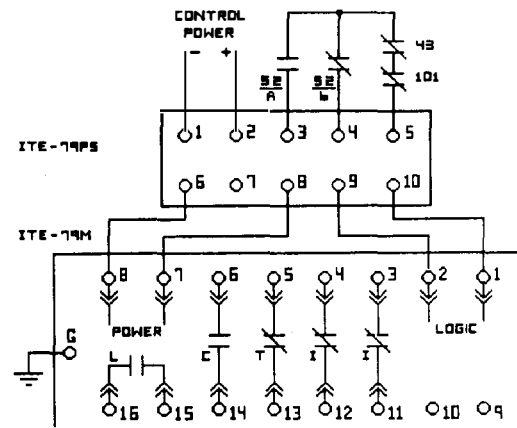 CONTROL
POWER
- +
52
A
52
b
43
101
ITE-79PS
1 2 3 4 5
6 7 8 9 10
ITE-79M
8 7 6 5 4 3 2 1
G
POWER
LOGIC
L C T I I
16 15 14 13 12 11 10 9